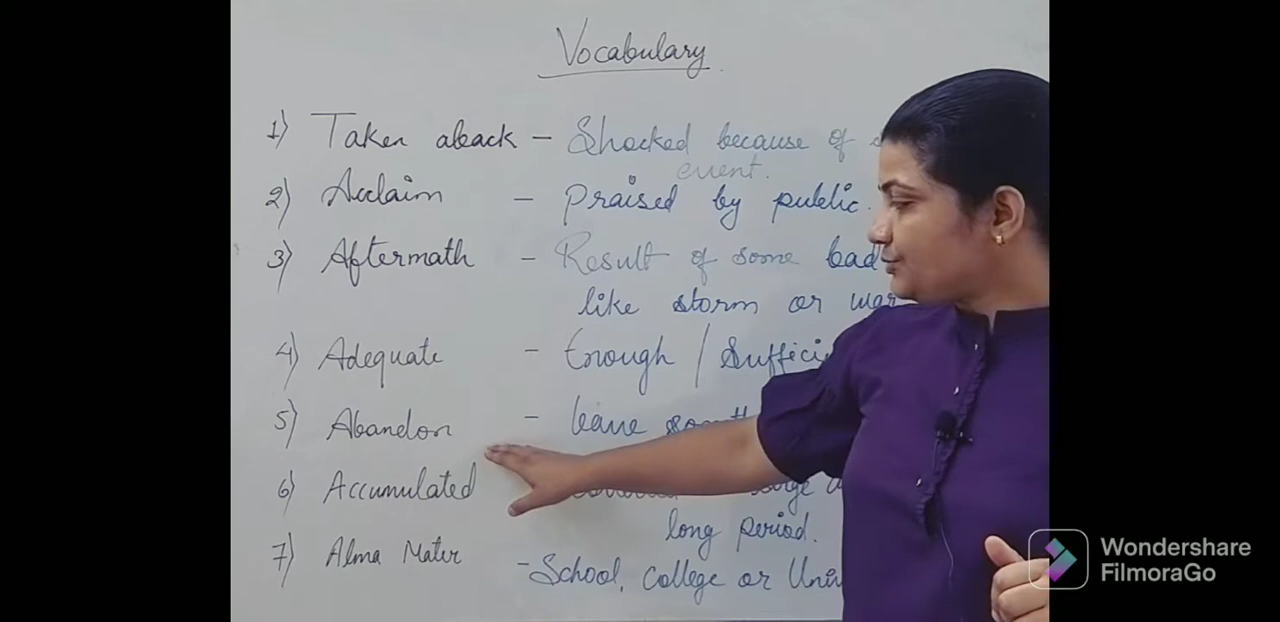 Vocabulary
1) Taken aback - Shocked because of
event.
2) Acclaim - Praised by public.
3) Aftermath - Result of some bad
like storm or war
4) Adequate - Enough / Suffici
5) Abandon - leave
6) Accumulated
long period.
7) Alma Mater - School, College or Univ
Wondershare
FilmoraGo